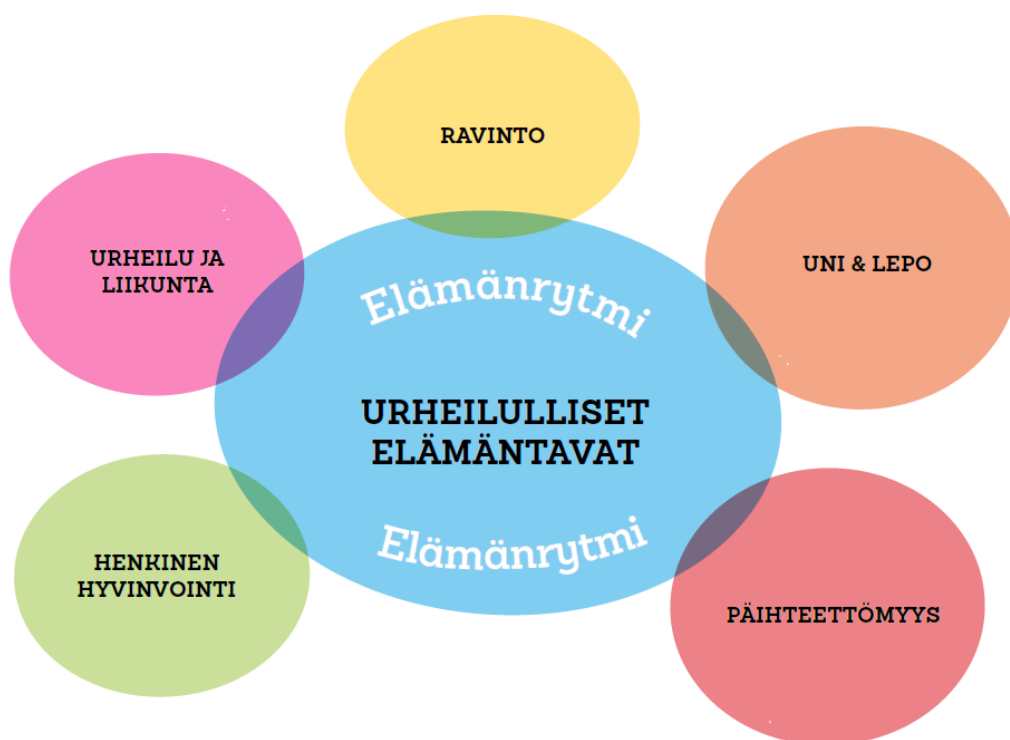 RAVINTO
URHEILU JA
LIIKUNTA
UNI & LEPO
Elämänrytmi
URHEILULLISET
ELÄMÄNTAVAT
Elämänrytmi
HENKINEN
HYVINVOINTI
PÄIHTEETTÖMYYS